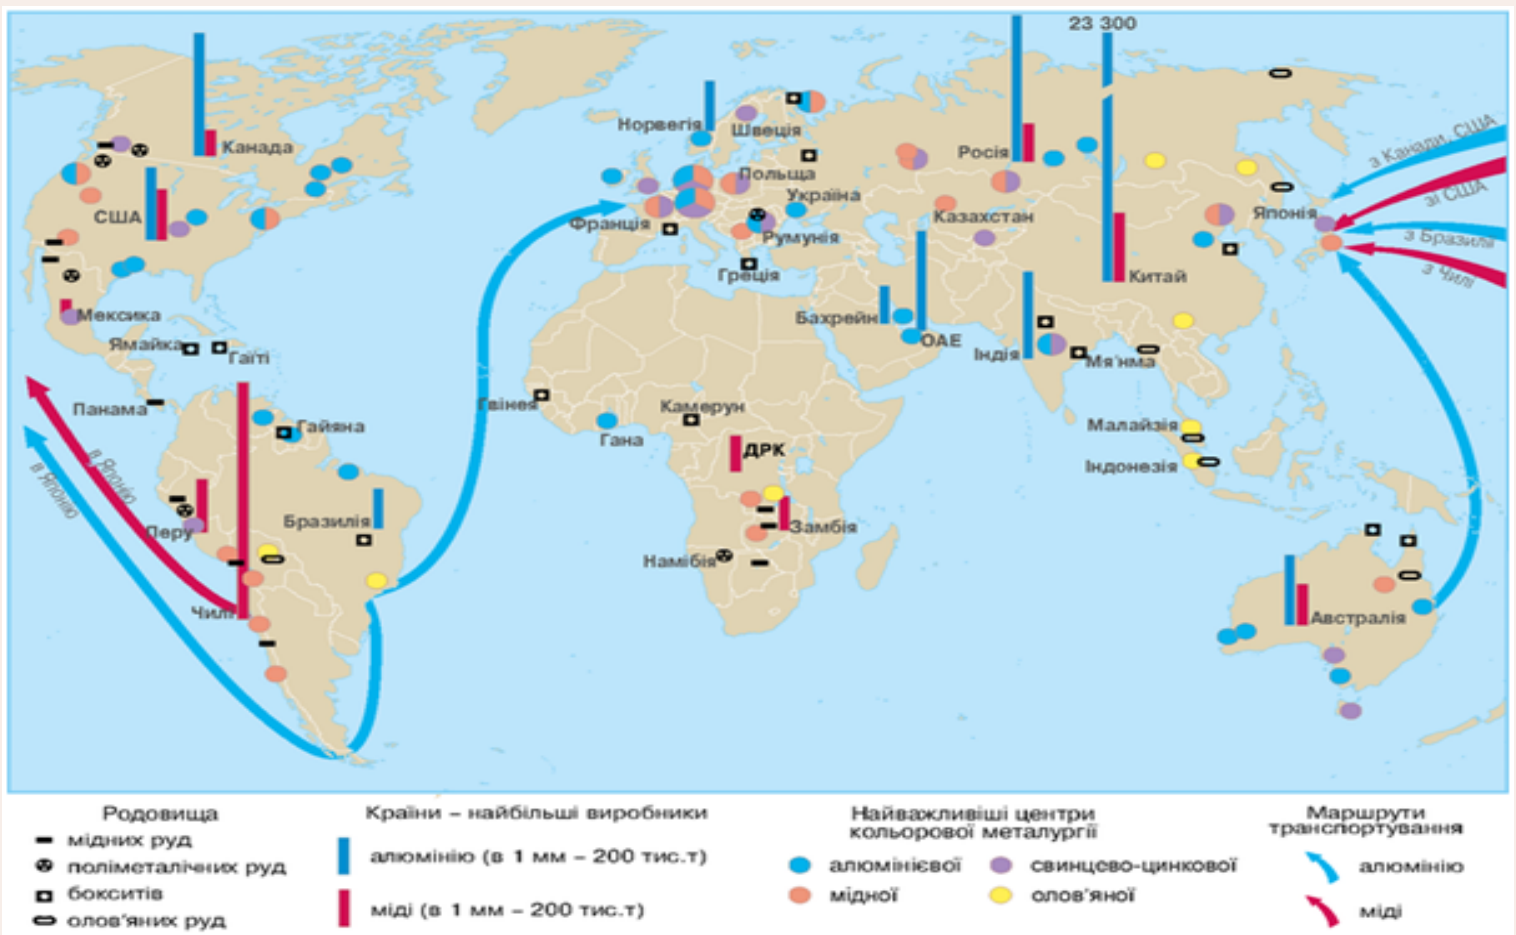 23 300
Норвегія
Швеція
Канада
Росія
з Канади, США
Польща
Україна
зі США
США
Франція
Казахстан
Японія
Румунія
з Бразилії
Греція
Китай
з Чилі
Мексика
Бахрейн
ОАЕ
Ямайка
Гаїті
Індія
М'янма
Панама
Гвінея
Камерун
Гайяна
Гана
Малайзія
ДРК
Індонезія
в Японію
в Японію
Перу
Бразилія
Замбія
Намібія
Чилі
Австралія
Родовища
мідних руд
поліметалічних руд
бокситів
олов'яних руд
Країни – найбільші виробники
алюмінію (в 1 мм – 200 тис.т)
міді (в 1 мм – 200 тис.т)
Найважливіші центри
кольорової металургії
алюмінієвої
свинцево-цинкової
мідної
олов'яної
Маршрути
транспортування
алюмінію
міді